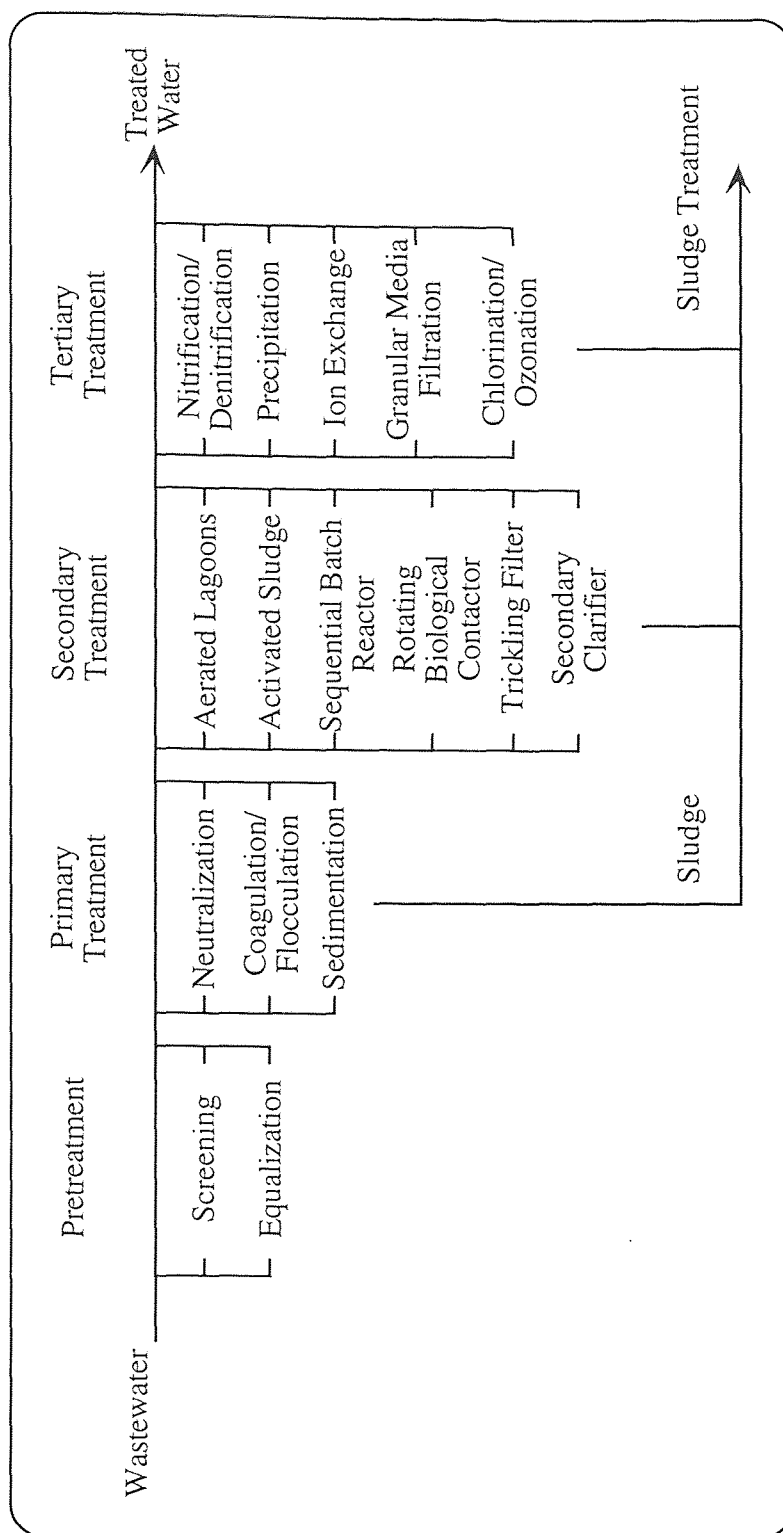 Wastewater
Pretreatment
Screening
Equalization
Primary
Treatment
Neutralization
Coagulation/
Flocculation
Sedimentation
Secondary
Treatment
Aerated Lagoons
Activated Sludge
Sequential Batch
Reactor
Rotating
Biological
Contactor
Trickling Filter
Secondary
Clarifier
Tertiary
Treatment
Nitrification/
Denitrification
Precipitation
Ion Exchange
Granular Media
Filtration
Chlorination/
Ozonation
Treated
Water
Sludge
Sludge Treatment